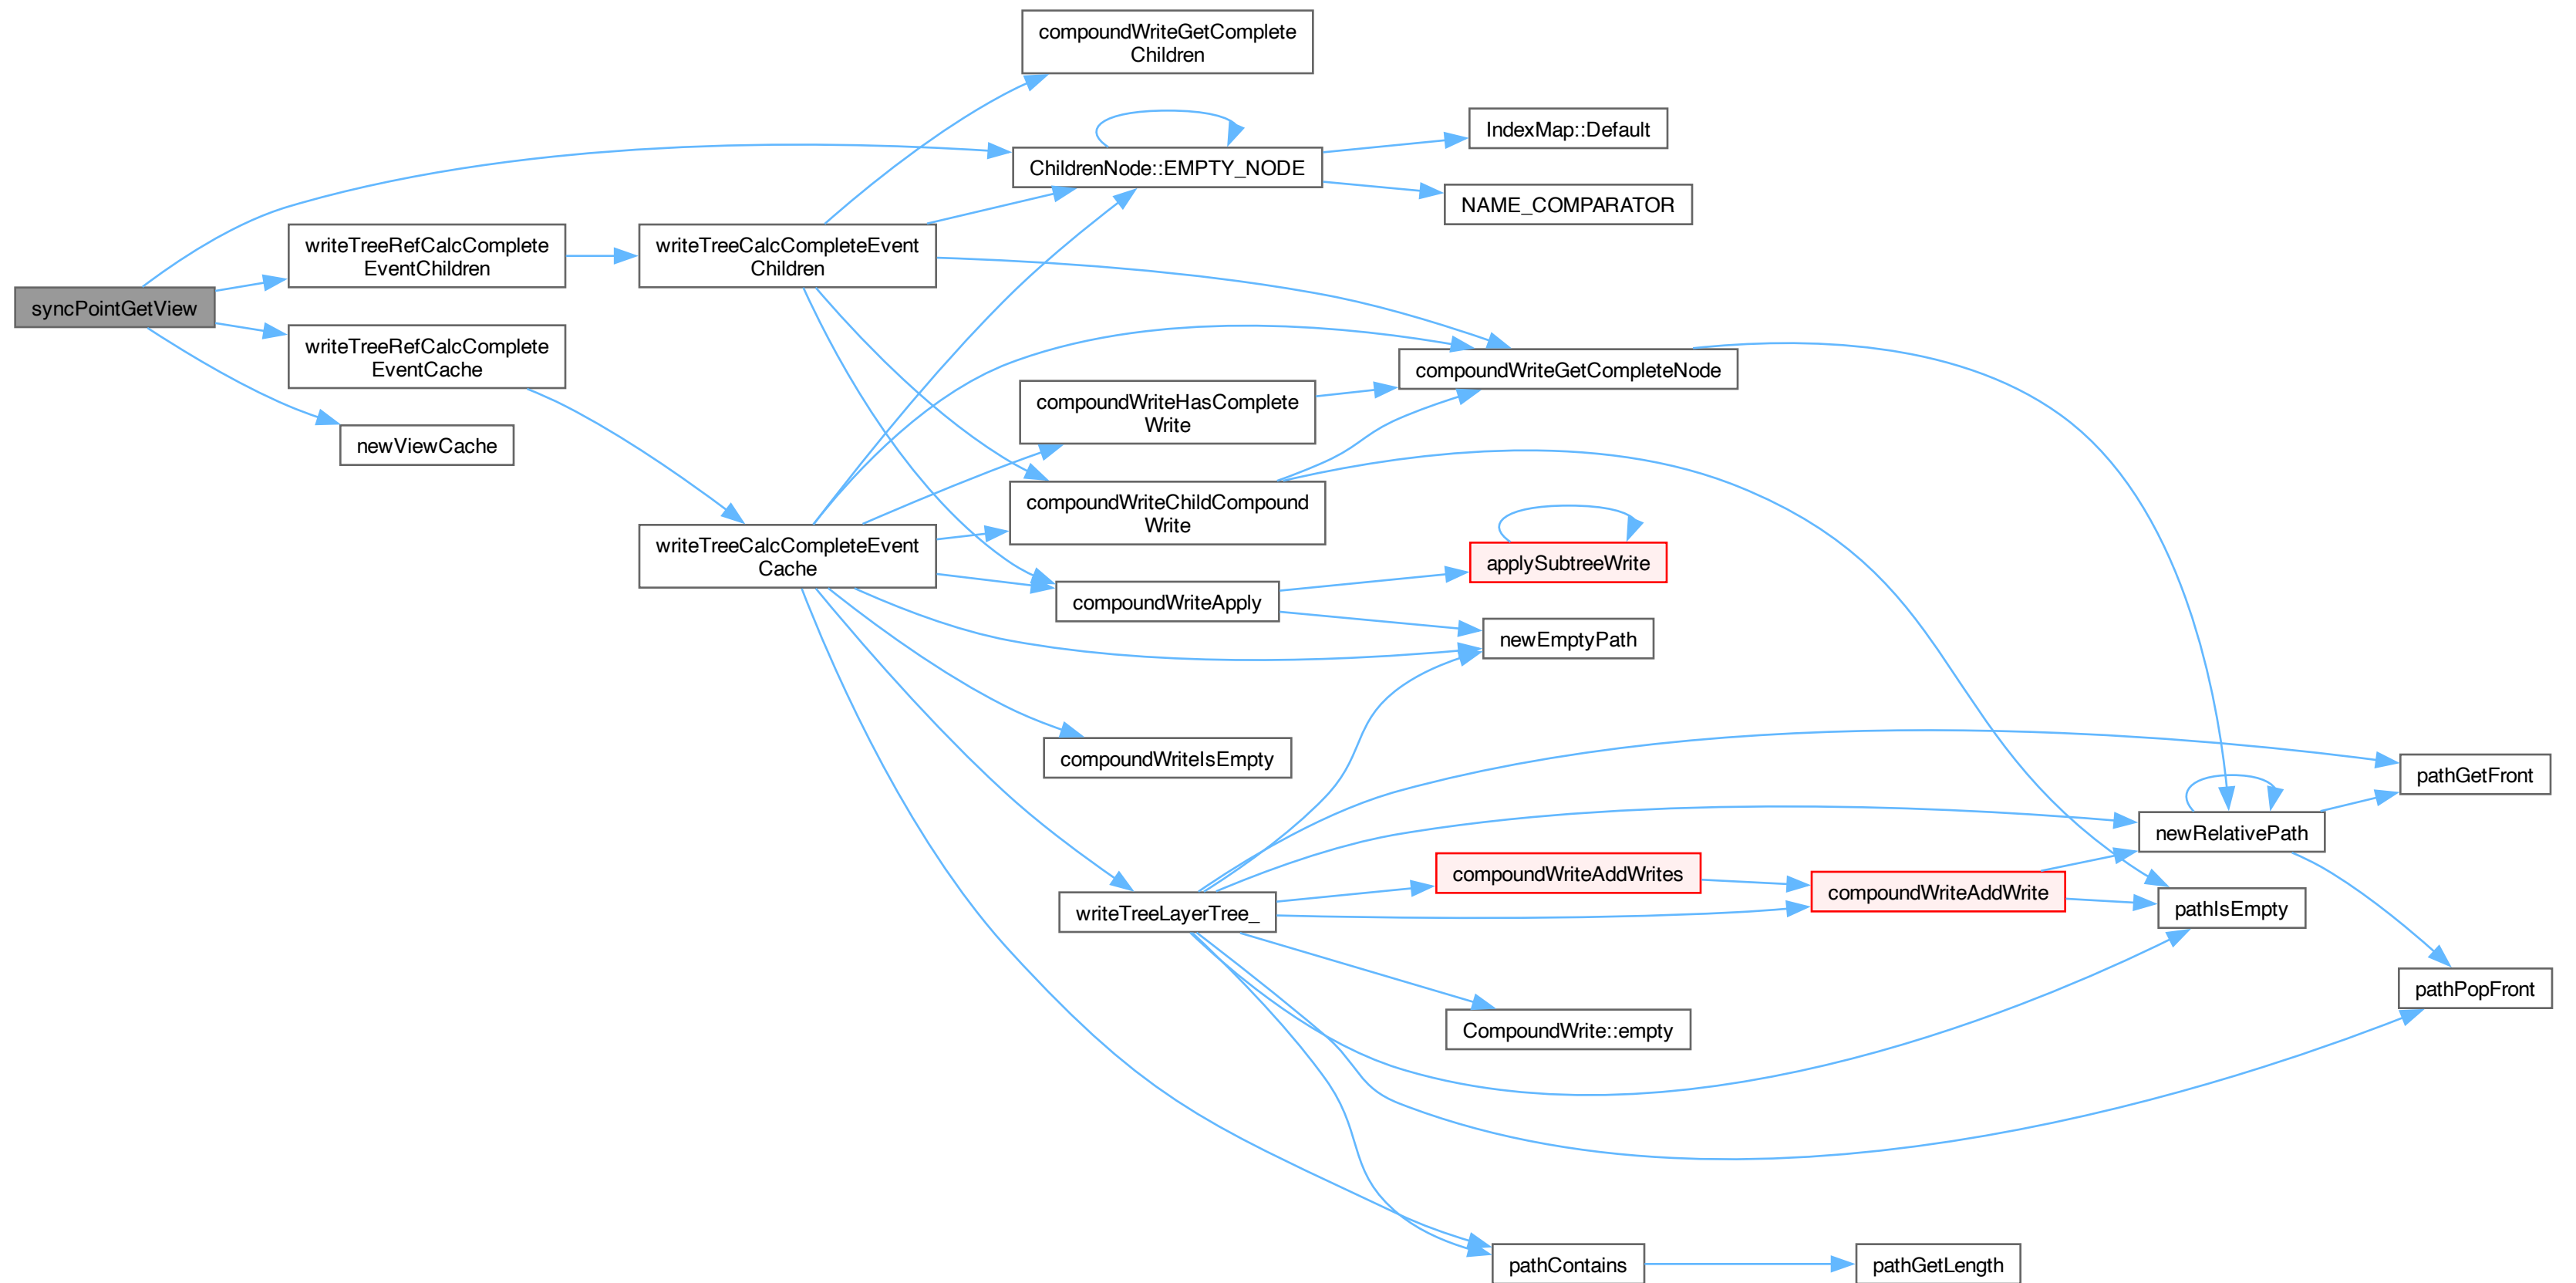 compoundWriteGetComplete
Children
IndexMap::Default
ChildrenNode::EMPTY_NODE
NAME_COMPARATOR
writeTreeRefCalcComplete
EventChildren
writeTreeCalcCompleteEvent
Children
syncPointGetView
writeTreeRefCalcComplete
EventCache
compoundWriteGetCompleteNode
compoundWriteHasComplete
Write
newViewCache
compoundWriteChildCompound
Write
writeTreeCalcCompleteEvent
Cache
applySubtreeWrite
compoundWriteApply
newEmptyPath
compoundWriteIsEmpty
pathGetFront
newRelativePath
compoundWriteAddWrites
compoundWriteAddWrite
pathIsEmpty
writeTreeLayerTree_
pathPopFront
CompoundWrite::empty
pathContains
pathGetLength